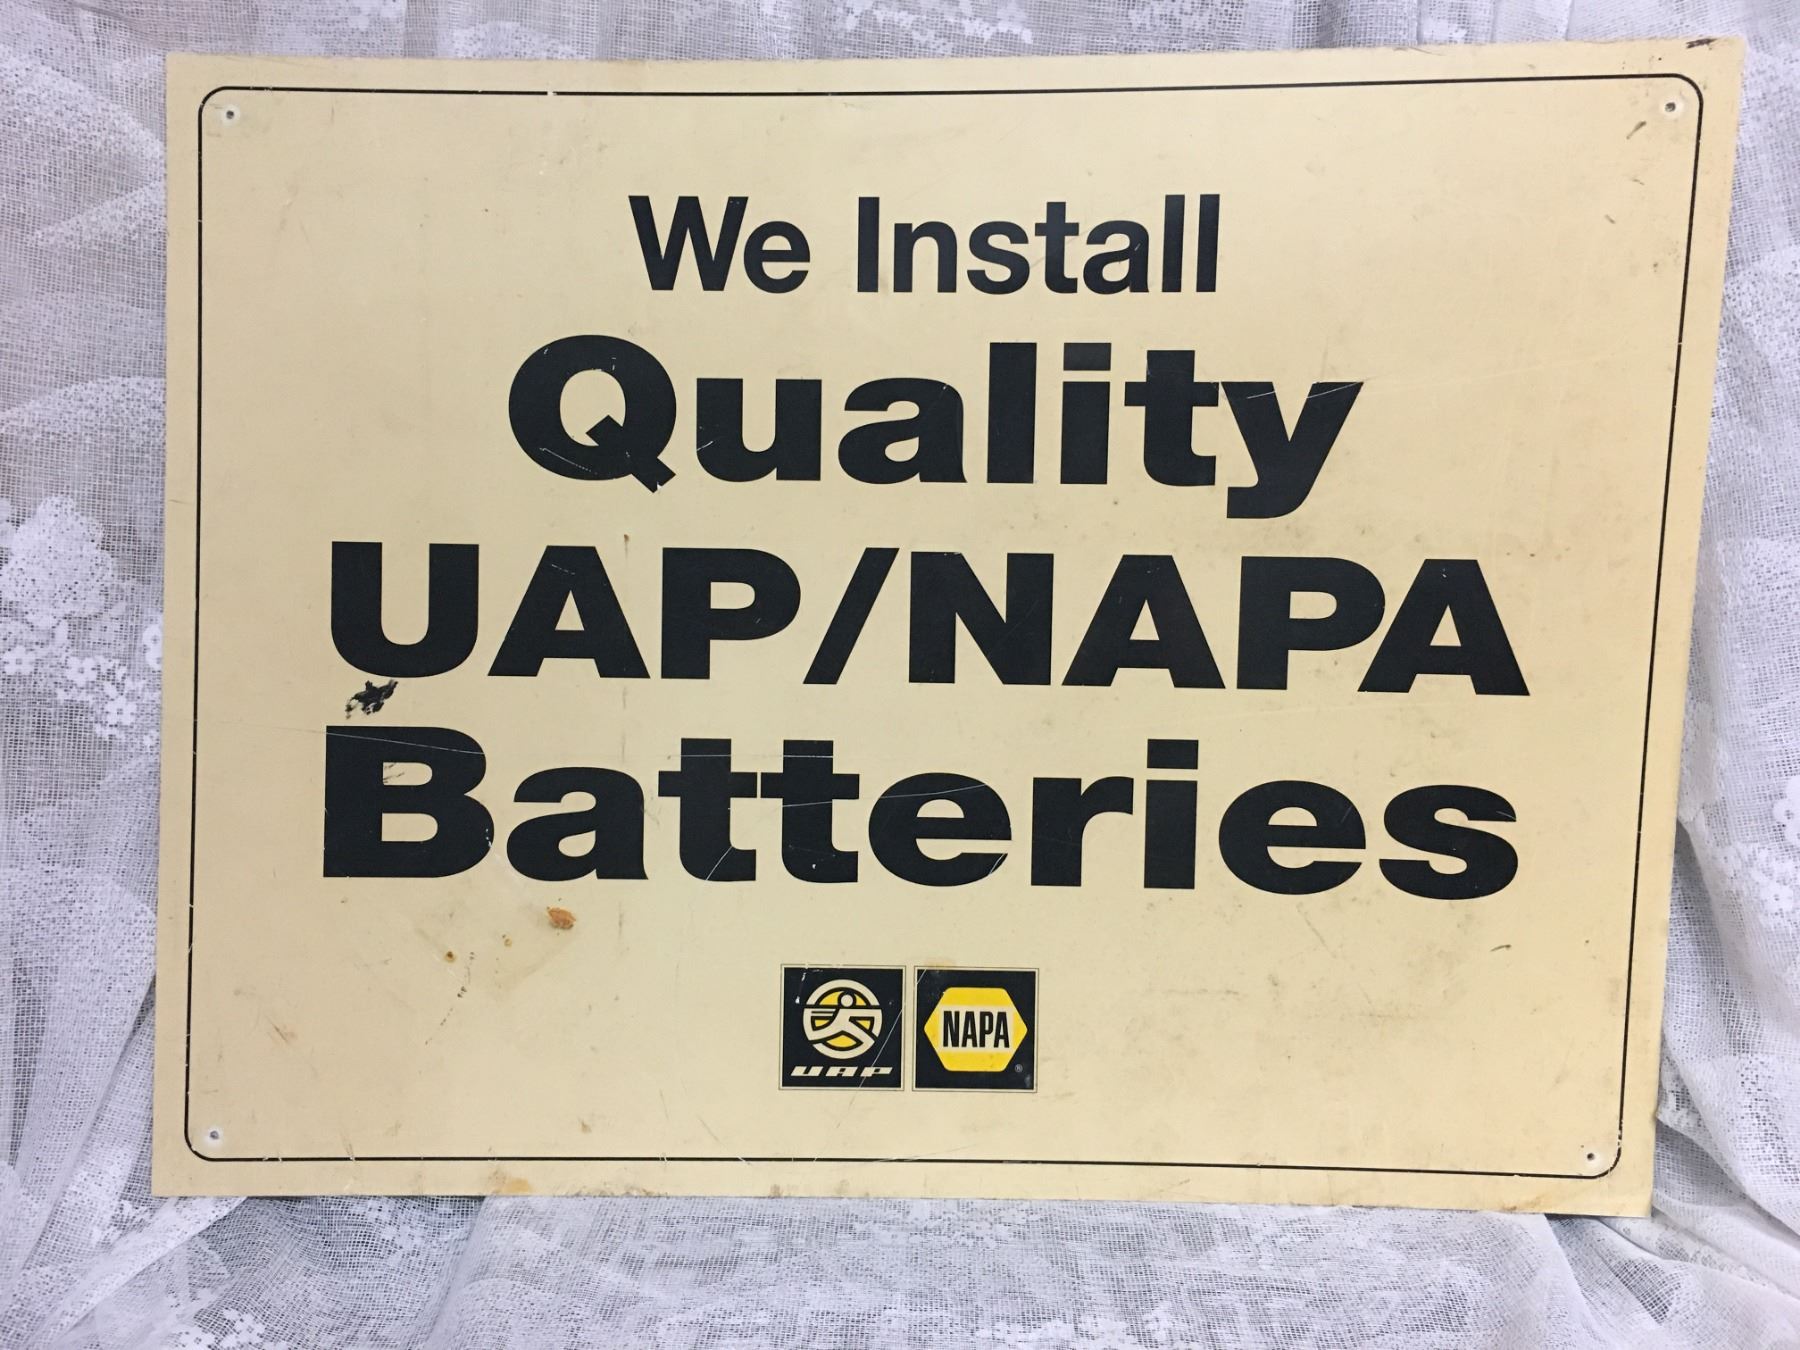 We Install
Quality
UAP/NAPA
Batteries
UAP NAPA ®